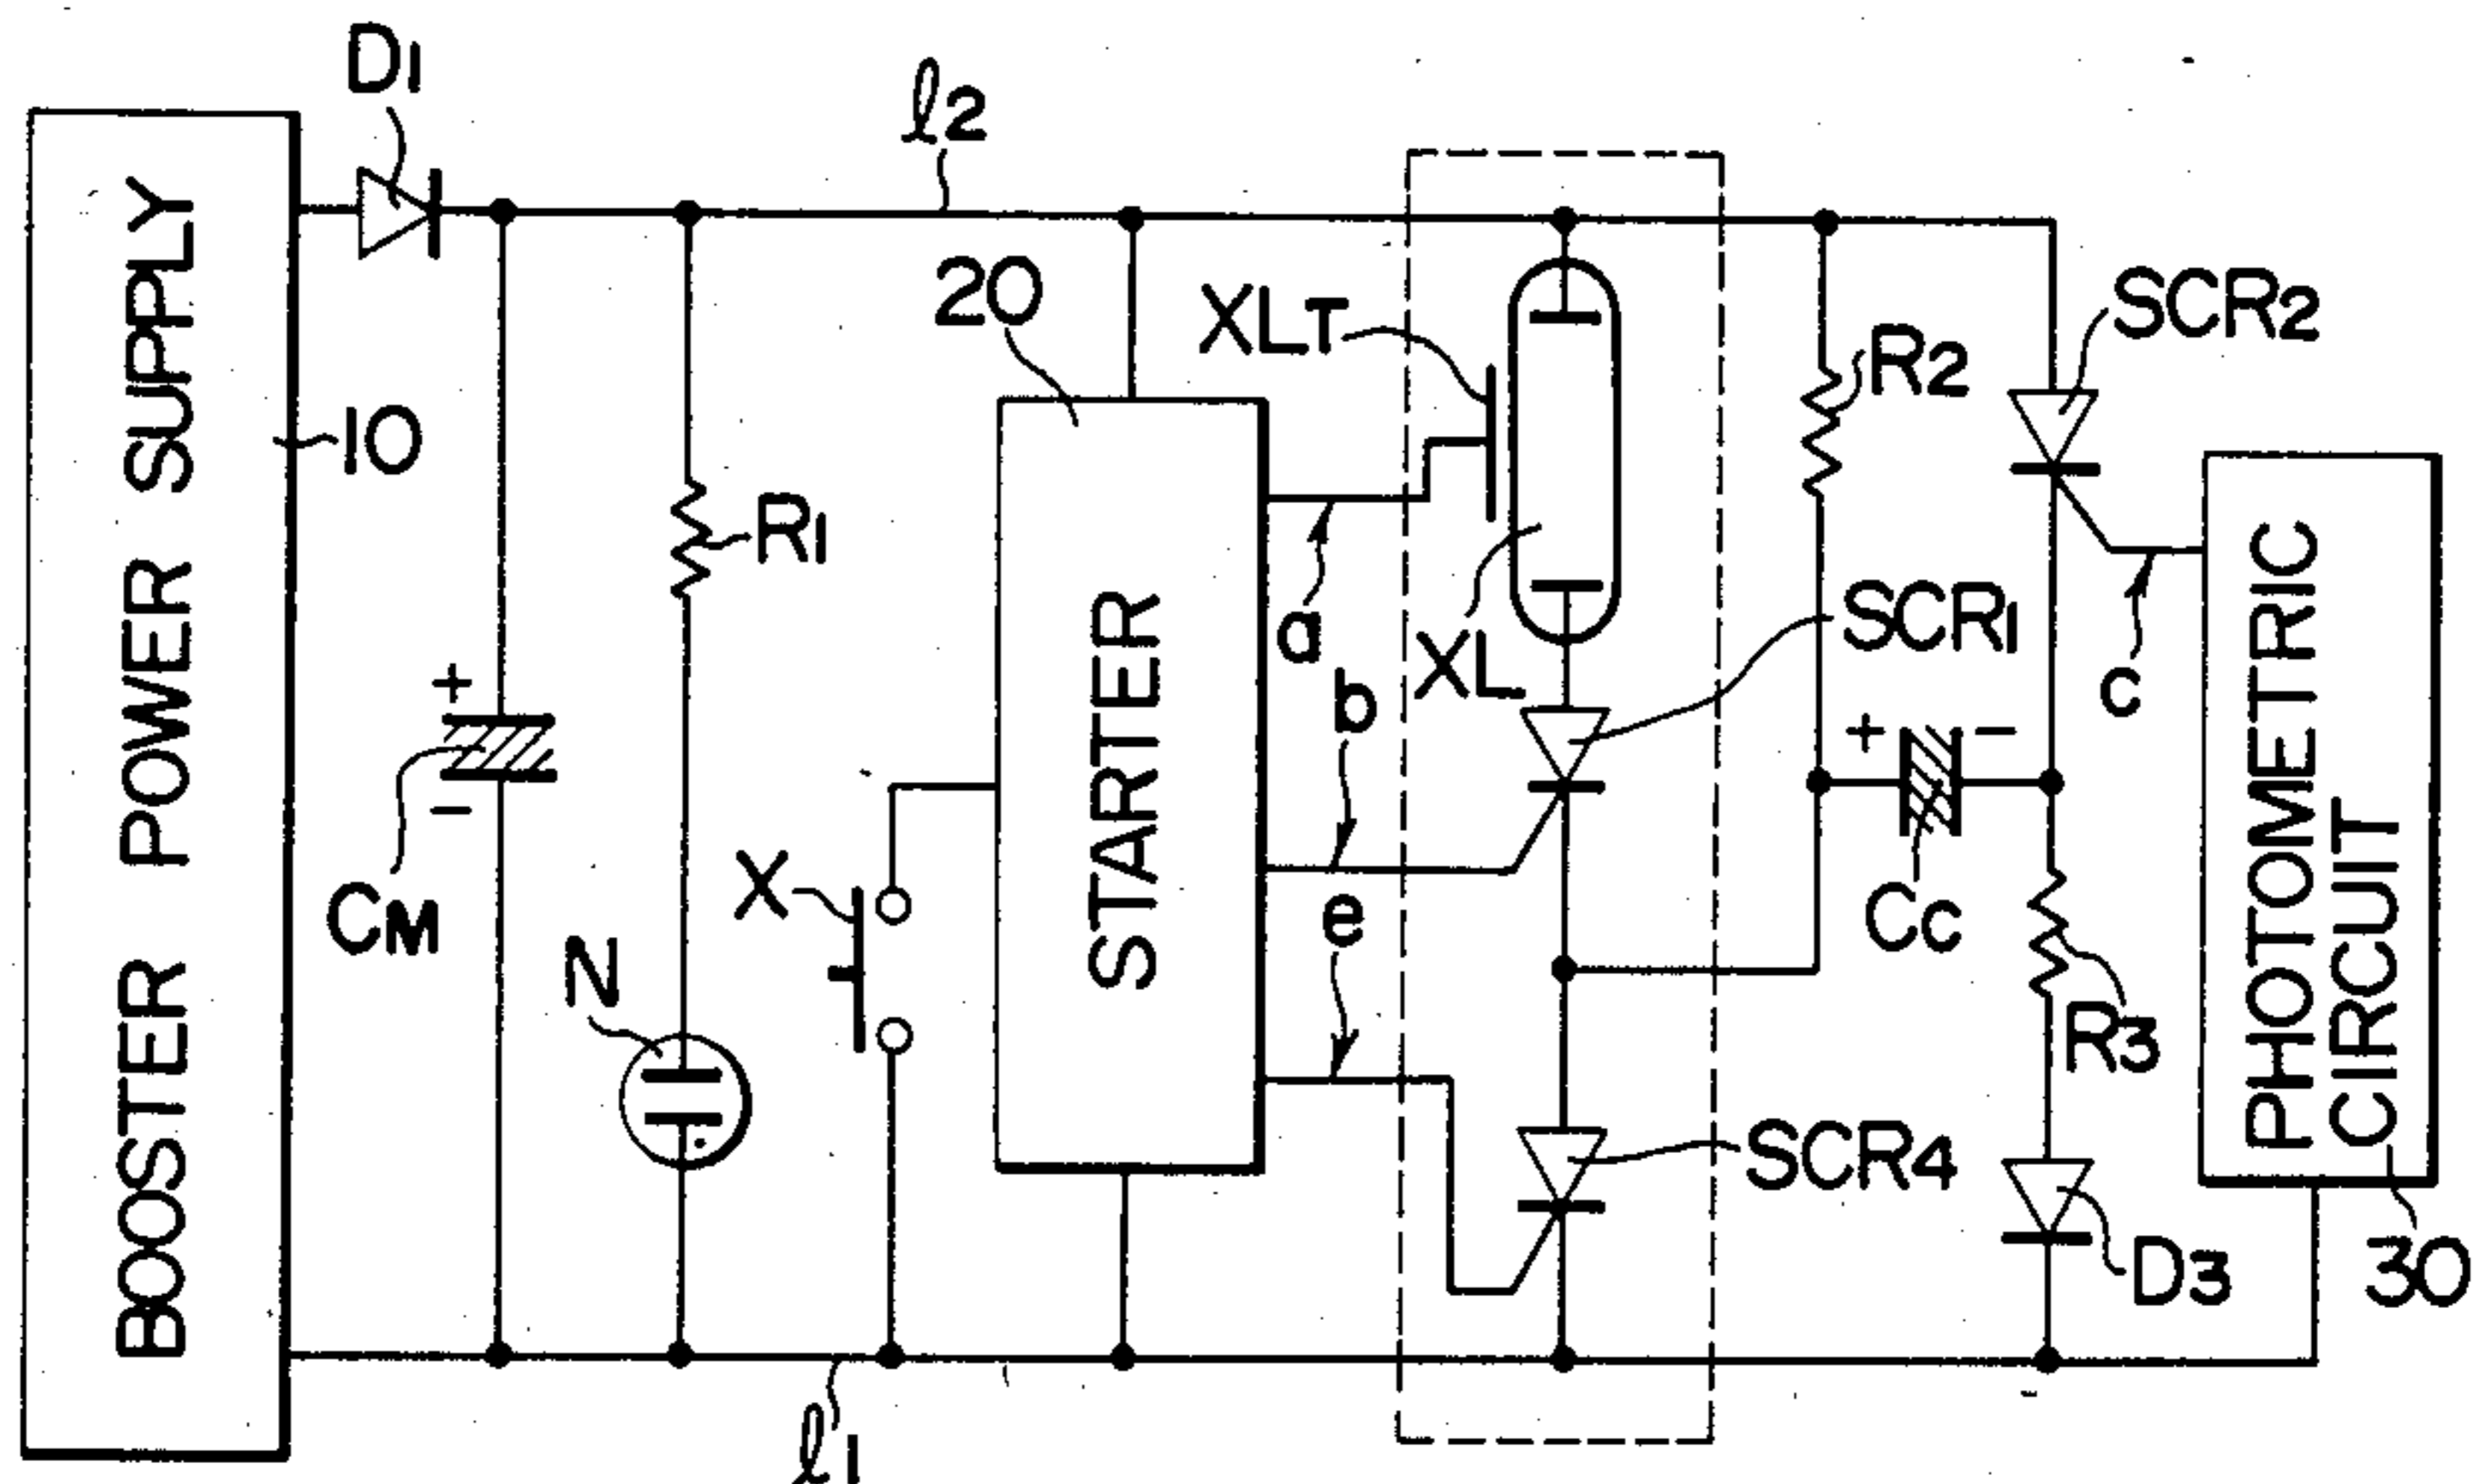 D1
ℓ2
BOOSTER POWER SUPPLY
10
R1
+
CM
−
N
X
20
STARTER
XLT
a
XL
b
e
R2
SCR2
SCR1
+
−
Cc
c
R3
SCR4
D3
PHOTOMETRIC
CIRCUIT
30
ℓ1